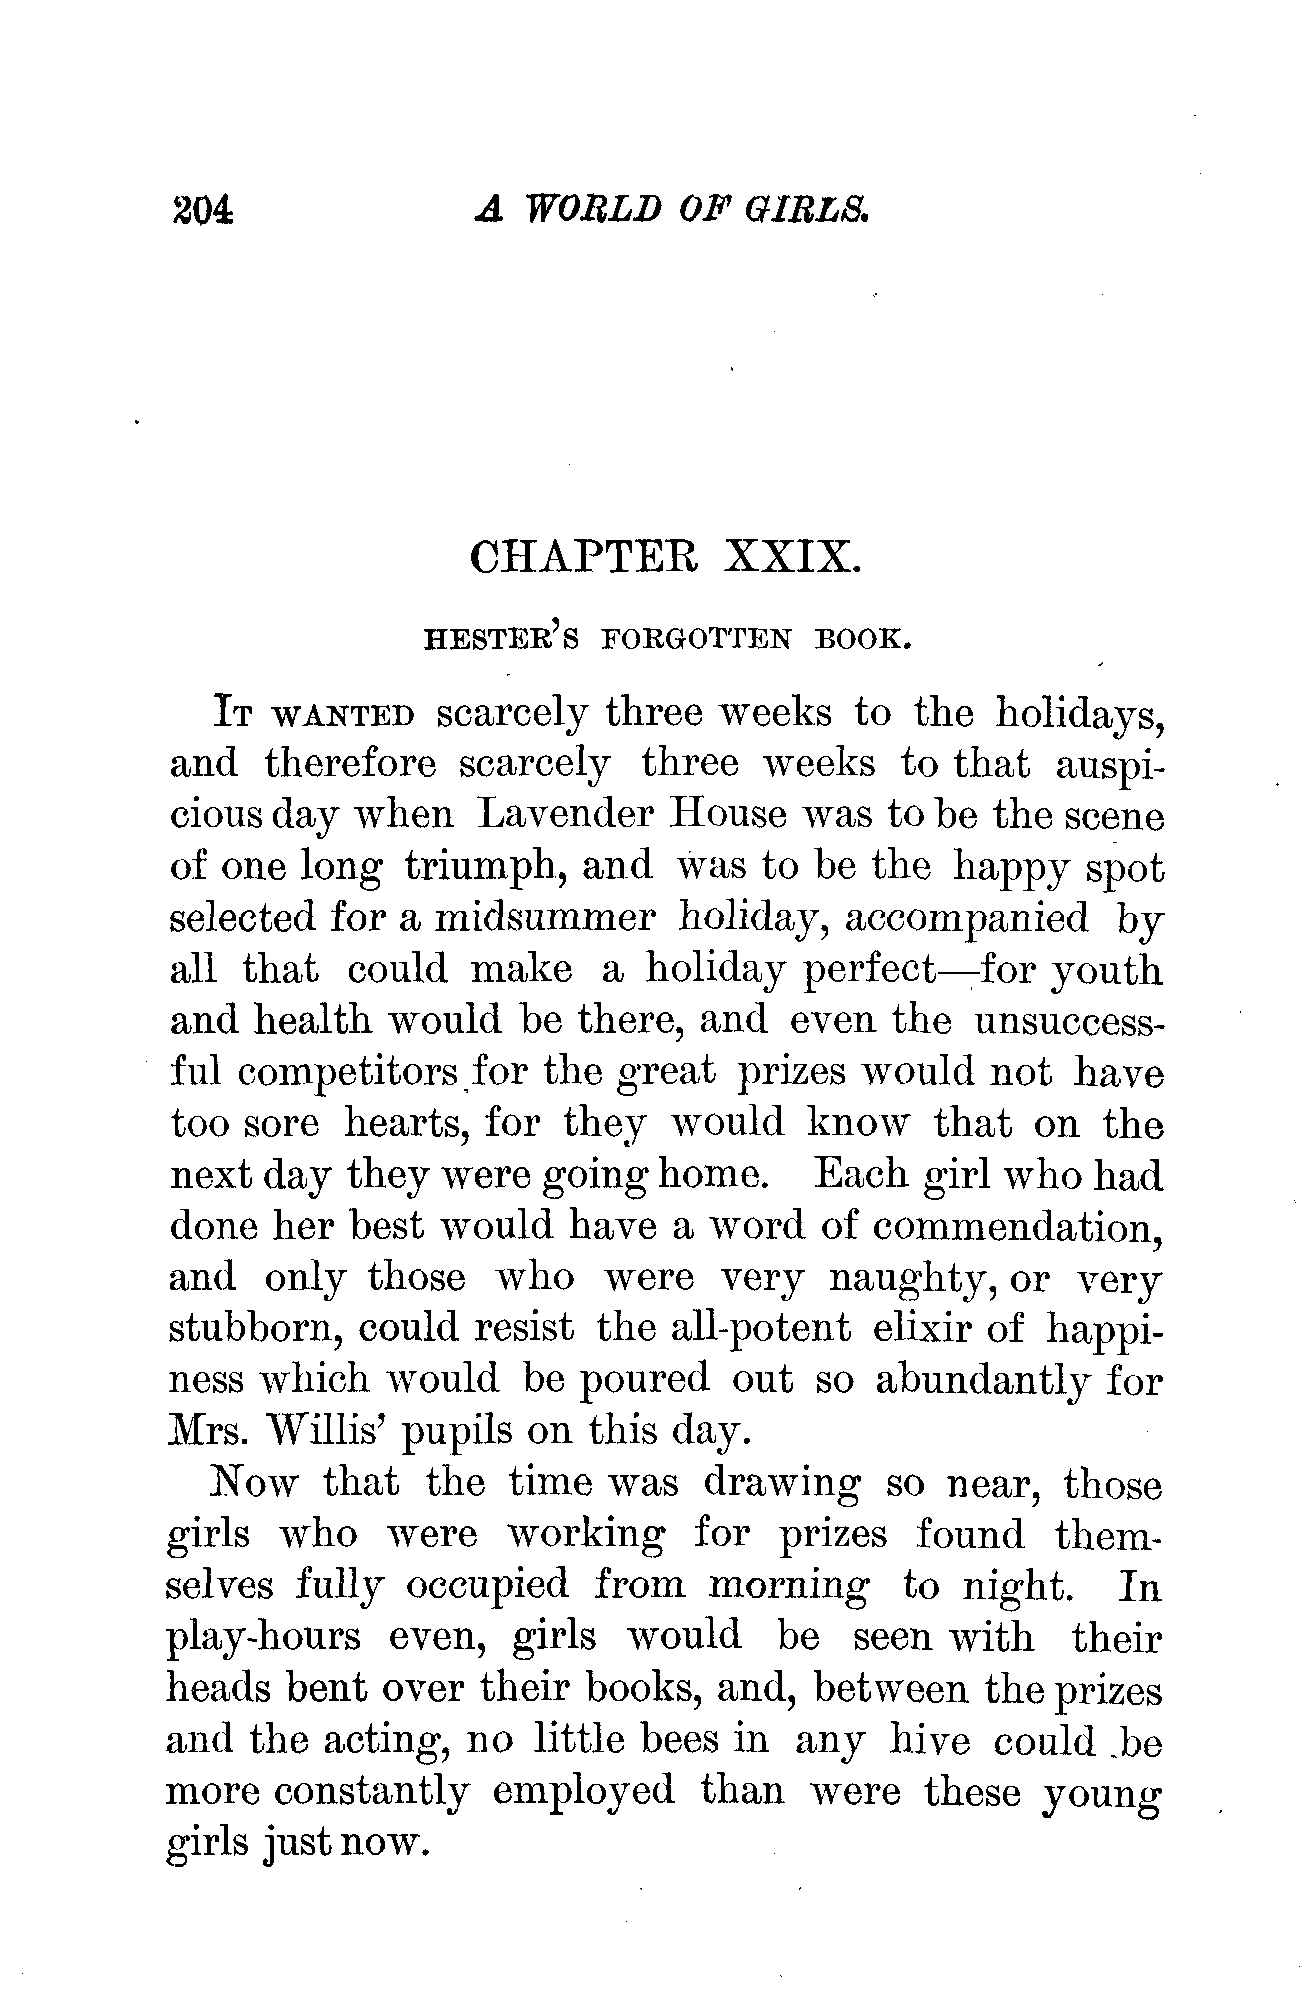 204 A WORLD OF GIRLS.
CHAPTER XXIX.
HESTER'S FORGOTTEN BOOK.
IT WANTED scarcely three weeks to the holidays,
and therefore scarcely three weeks to that auspi-
cious day when Lavender House was to be the scene
of one long triumph, and was to be the happy spot
selected for a midsummer holiday, accompanied by
all that could make a holiday perfect—for youth
and health would be there, and even the unsuccess-
ful competitors for the great prizes would not have
too sore hearts, for they would know that on the
next day they were going home. Each girl who had
done her best would have a word of commendation,
and only those who were very naughty, or very
stubborn, could resist the all-potent elixir of happi-
ness which would be poured out so abundantly for
Mrs. Willis' pupils on this day.
Now that the time was drawing so near, those
girls who were working for prizes found them-
selves fully occupied from morning to night. In
play-hours even, girls would be seen with their
heads bent over their books, and, between the prizes
and the acting, no little bees in any hive could be
more constantly employed than were these young
girls just now.